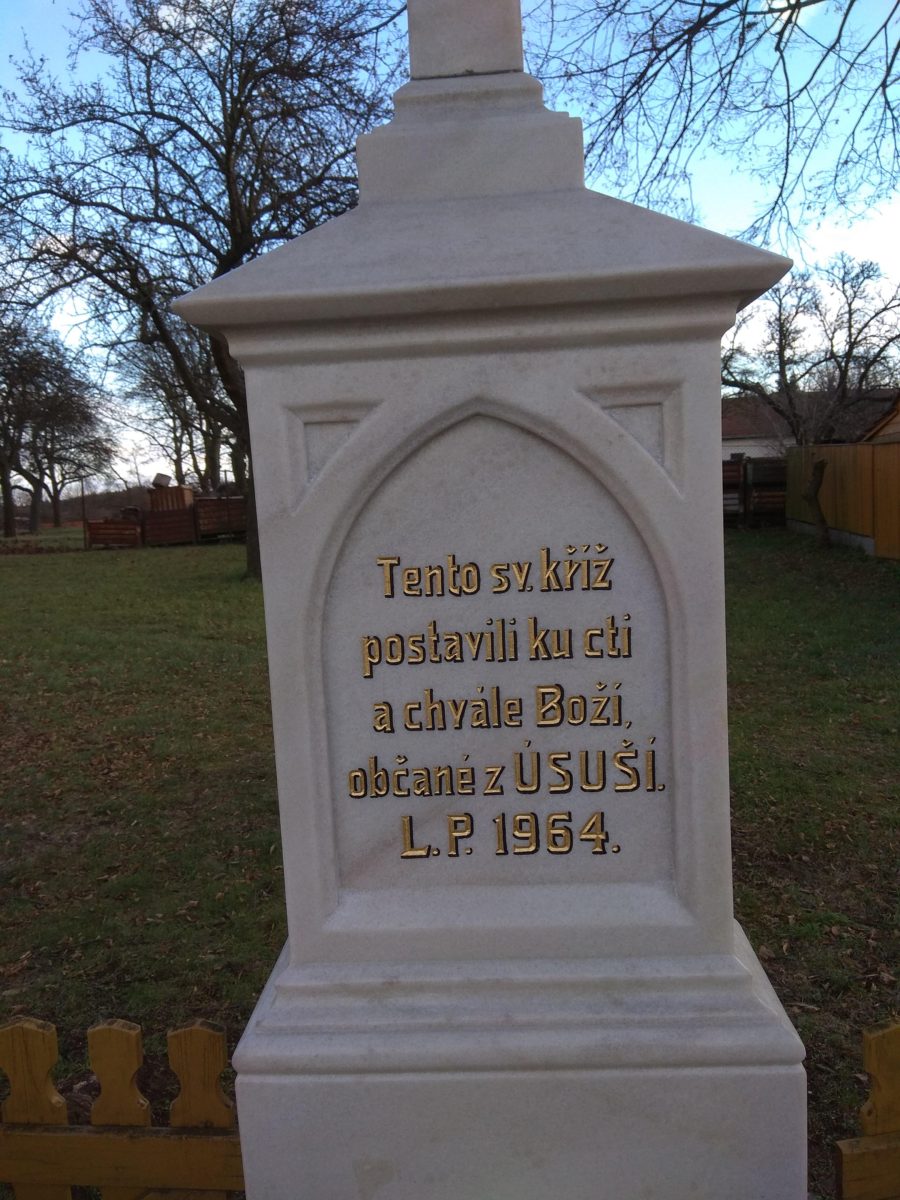 Tento sv. kříž
postavili ku cti
a chvále Boží,
občané z ÚSUŠÍ.
L.P. 1964.